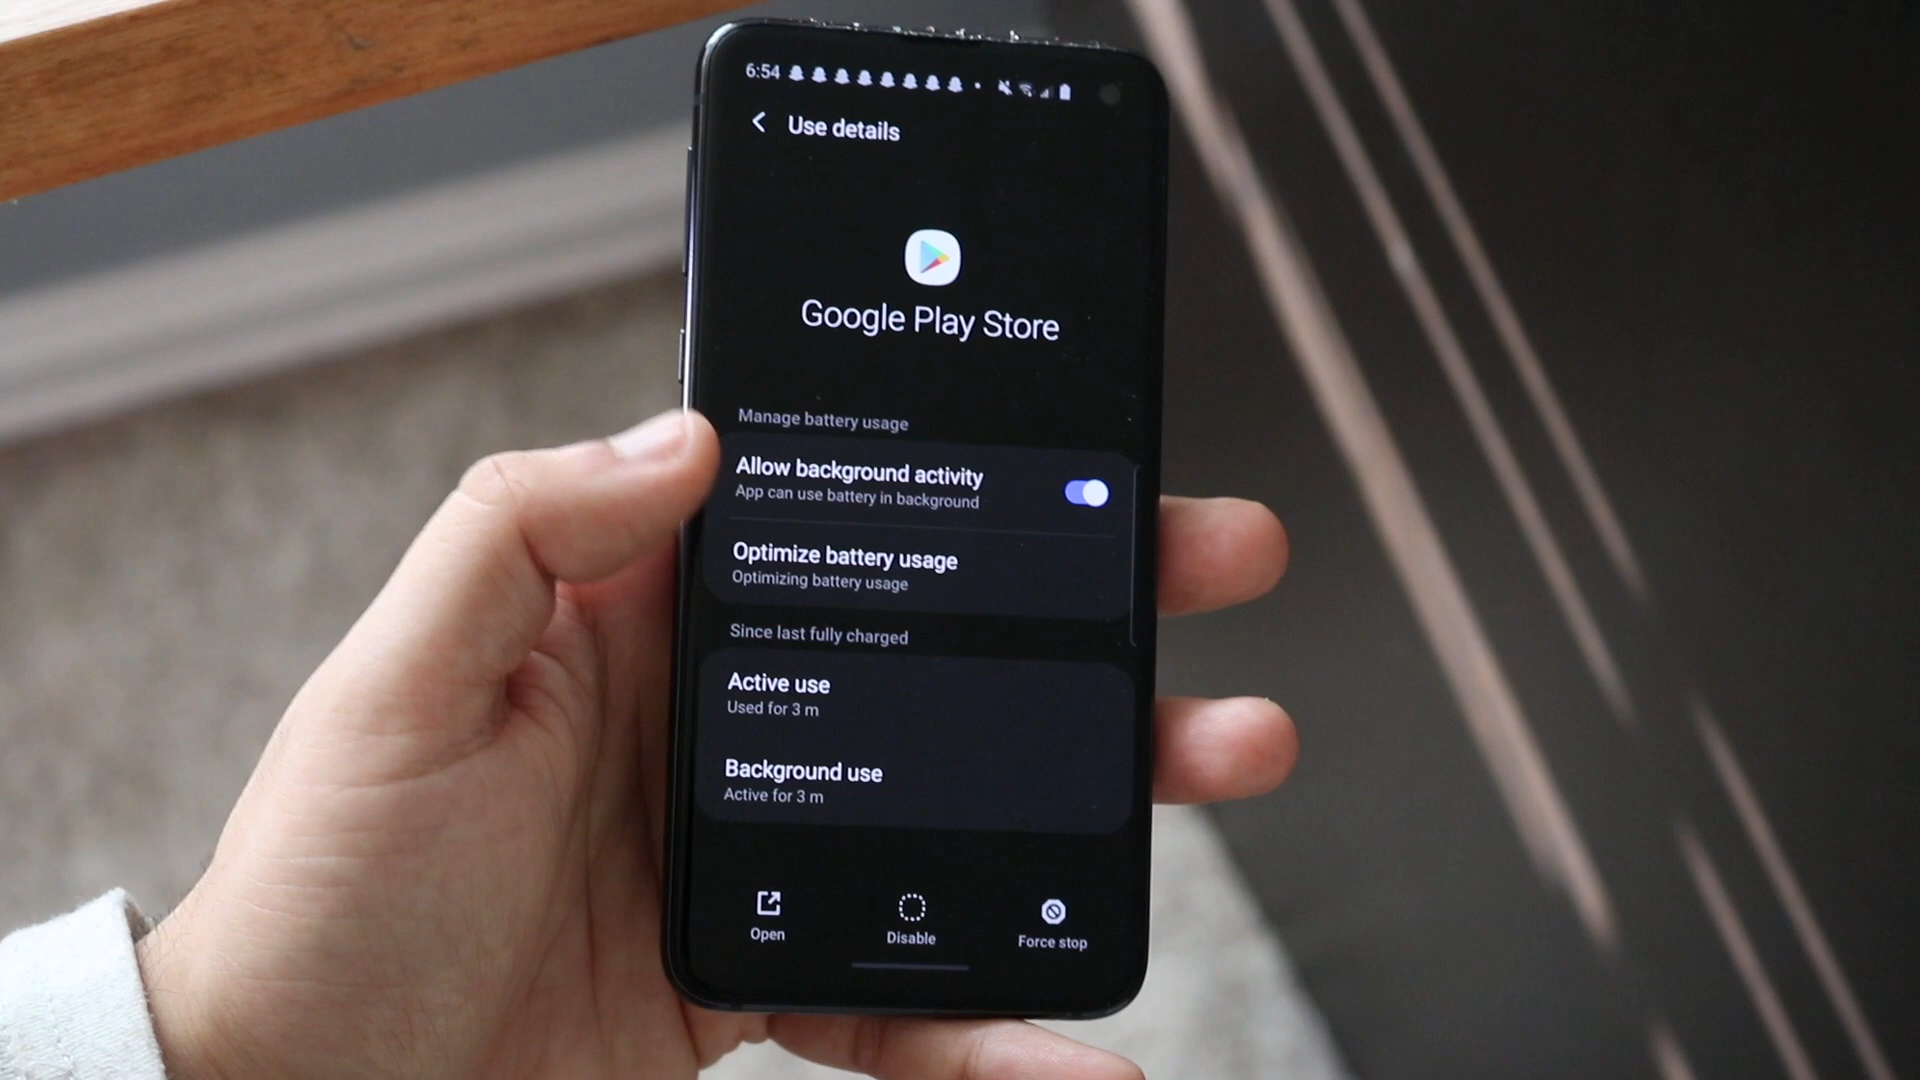 6:54
Use details
Google Play Store
Manage battery usage
Allow background activity
App can use battery in background
Optimize battery usage
Optimizing battery usage
Since last fully charged
Active use
Used for 3 m
Background use
Active for 3 m
Open
Disable
Force stop